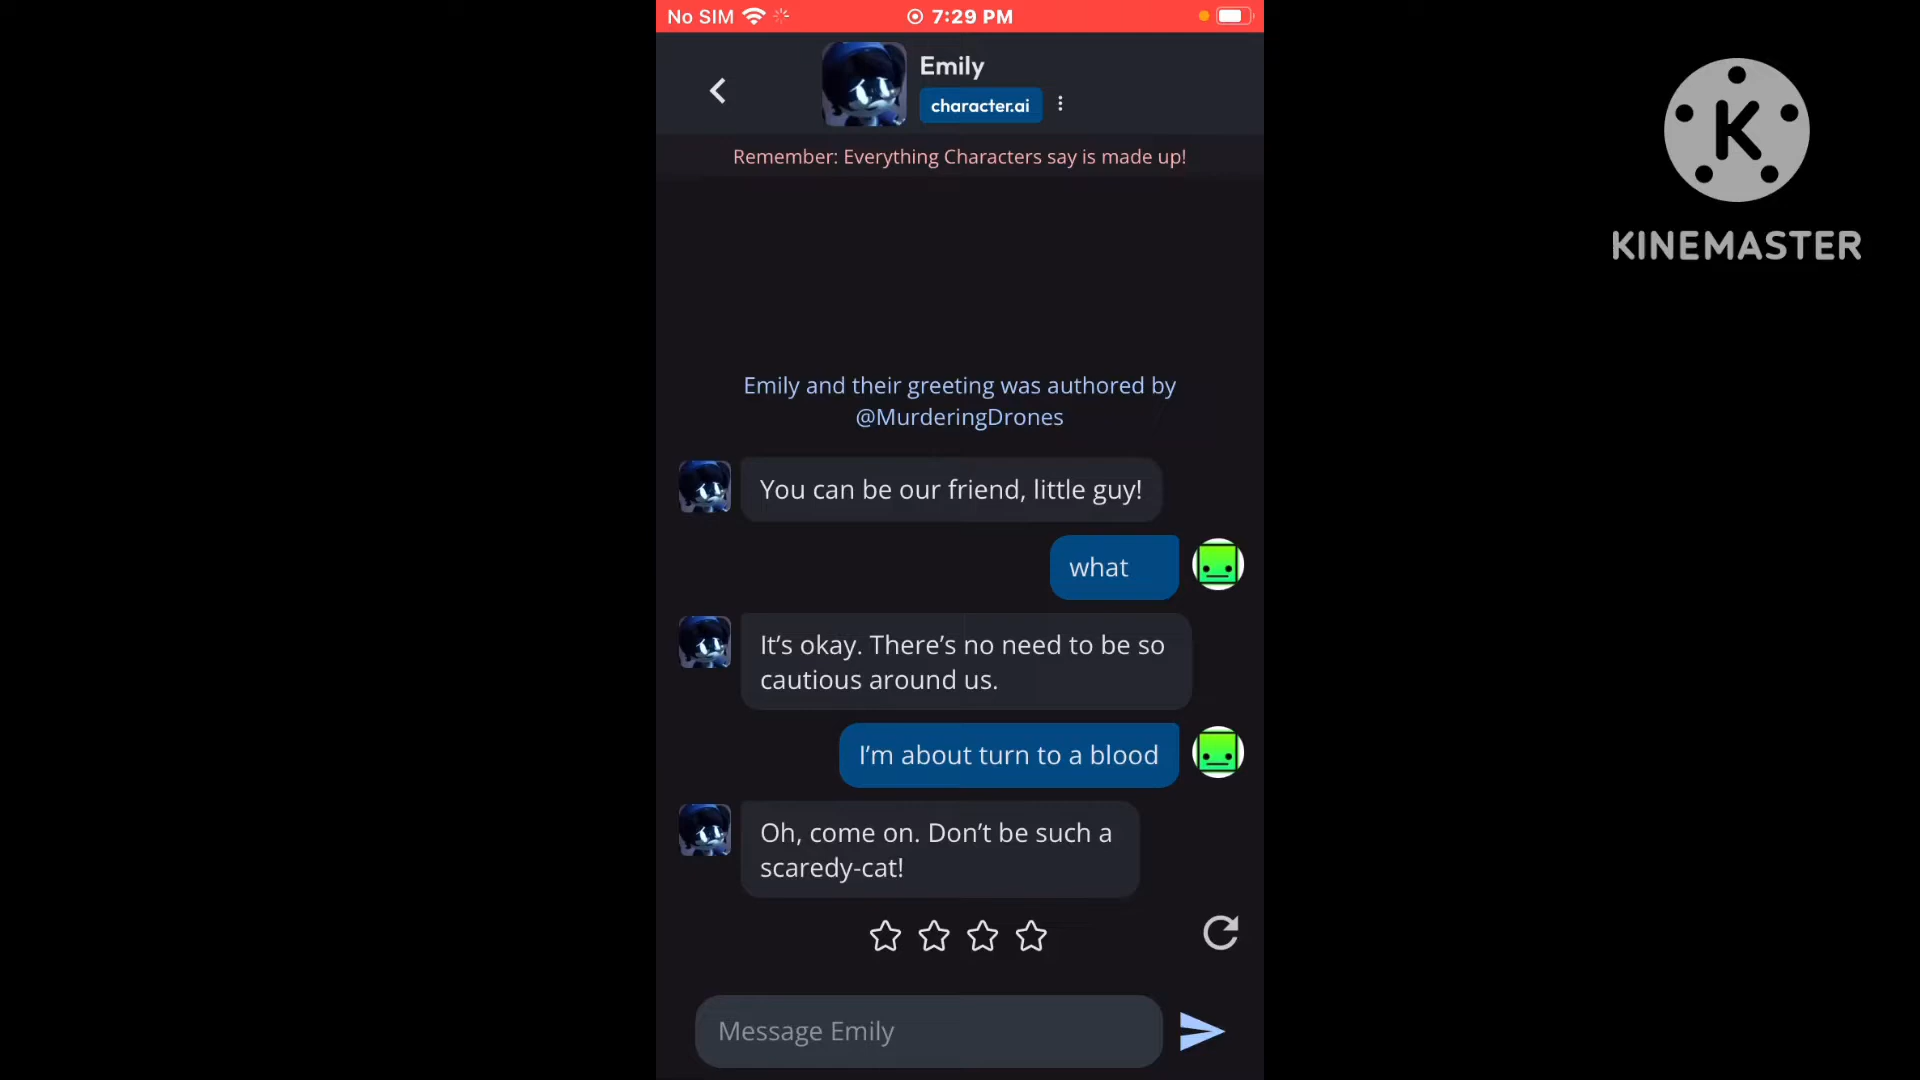 No SIM 7:29 PM
Emily
character.ai
Remember: Everything Characters say is made up!
K
KINEMASTER
Emily and their greeting was authored by
@MurderingDrones
You can be our friend, little guy!
what
It’s okay. There’s no need to be so
cautious around us.
I’m about turn to a blood
Oh, come on. Don’t be such a
scaredy-cat!
Message Emily